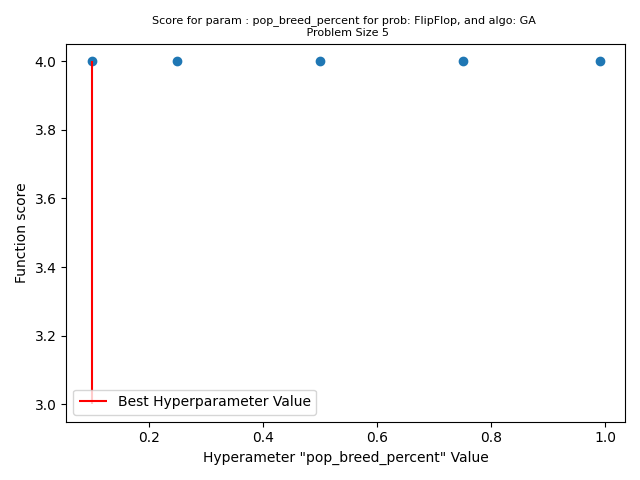 Score for param : pop_breed_percent for prob: FlipFlop, and algo: GA
Problem Size 5
4.0
3.8
3.6
3.4
3.2
3.0
Function score
Best Hyperparameter Value
0.2 0.4 0.6 0.8 1.0
Hyperameter "pop_breed_percent" Value